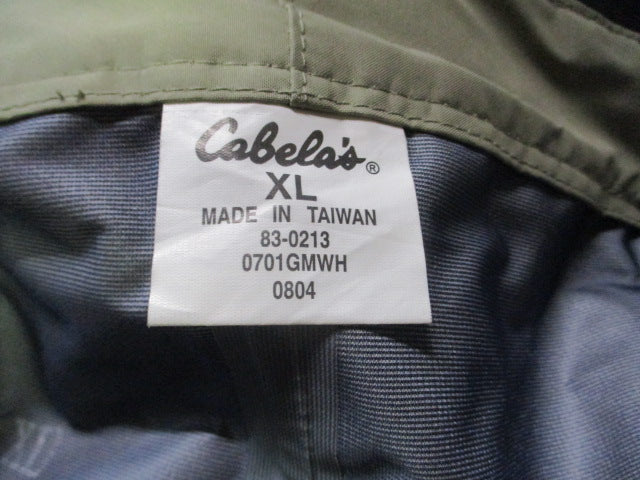 Cabela's®
XL
MADE IN TAIWAN
83-0213
0701GMWH
0804